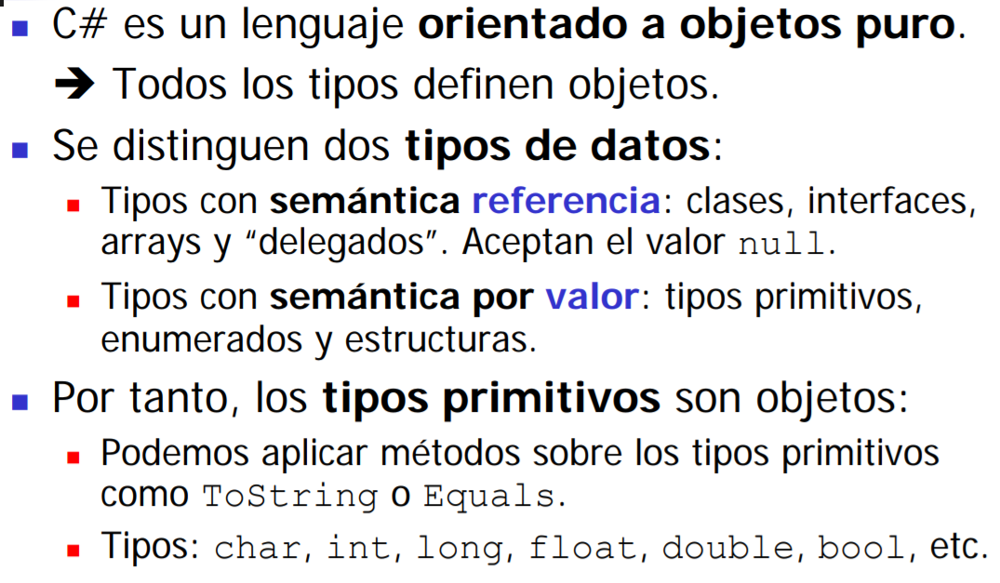 C# es un lenguaje orientado a objetos puro.
➔ Todos los tipos definen objetos.
Se distinguen dos tipos de datos:
Tipos con semántica referencia: clases, interfaces,
arrays y “delegados”. Aceptan el valor null.
Tipos con semántica por valor: tipos primitivos,
enumerados y estructuras.
Por tanto, los tipos primitivos son objetos:
Podemos aplicar métodos sobre los tipos primitivos
como ToString o Equals.
Tipos: char, int, long, float, double, bool, etc.